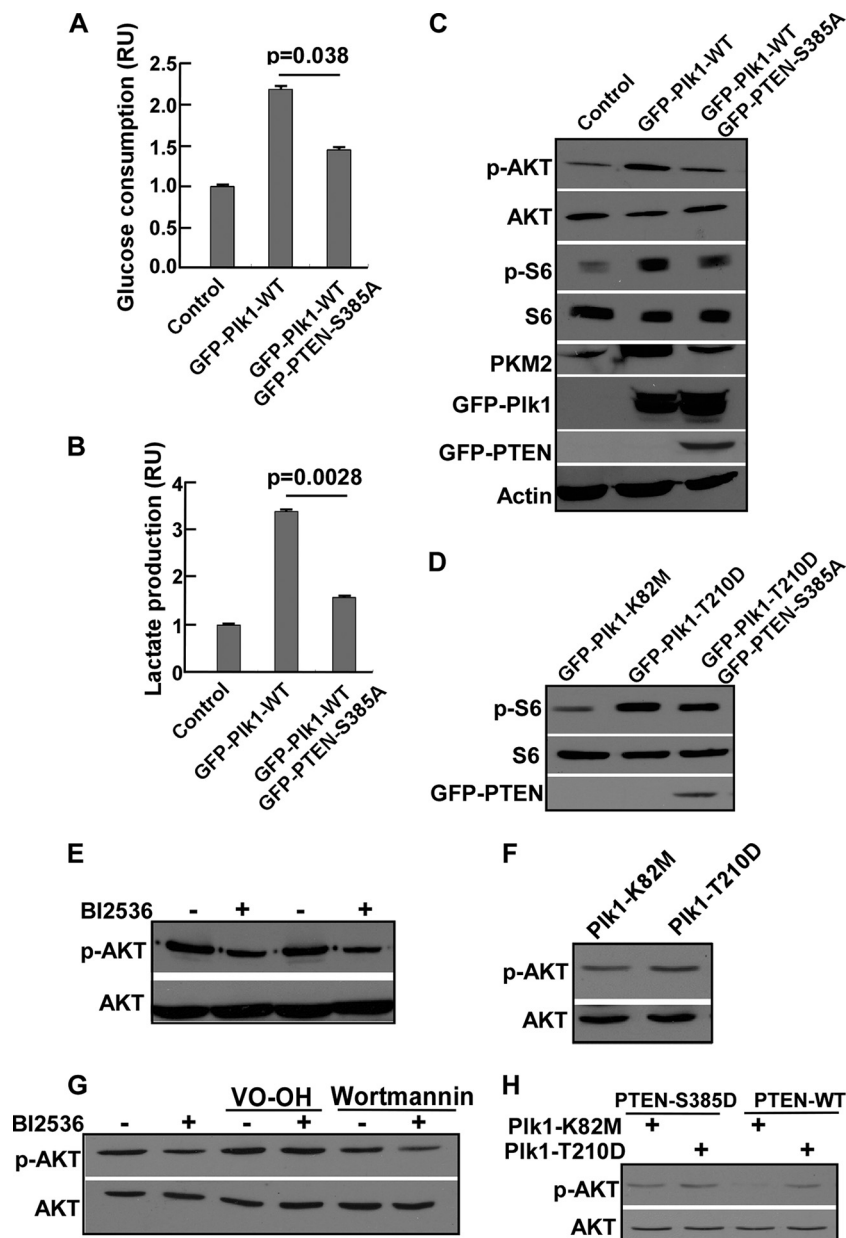 A
Glucose consumption (RU)
p=0.038
2.5
2.0
1.5
1.0
0.5
0.0
Control
GFP-Plk1-WT
GFP-Plk1-WT
GFP-PTEN-S385A
B
Lactate production (RU)
p=0.0028
4
3
2
1
0
Control
GFP-Plk1-WT
GFP-Plk1-WT
GFP-PTEN-S385A
C
Control
GFP-Plk1-WT
GFP-Plk1-WT
GFP-PTEN-S385A
p-AKT
AKT
p-S6
S6
PKM2
GFP-Plk1
GFP-PTEN
Actin
D
GFP-Plk1-K82M
GFP-Plk1-T210D
GFP-Plk1-T210D
GFP-PTEN-S385A
p-S6
S6
GFP-PTEN
E
BI2536 - + - +
p-AKT
AKT
F
Plk1-K82M
Plk1-T210D
p-AKT
AKT
G
VO-OH Wortmannin
BI2536 - + - + - +
p-AKT
AKT
H
PTEN-S385D PTEN-WT
Plk1-K82M + +
Plk1-T210D + +
p-AKT
AKT